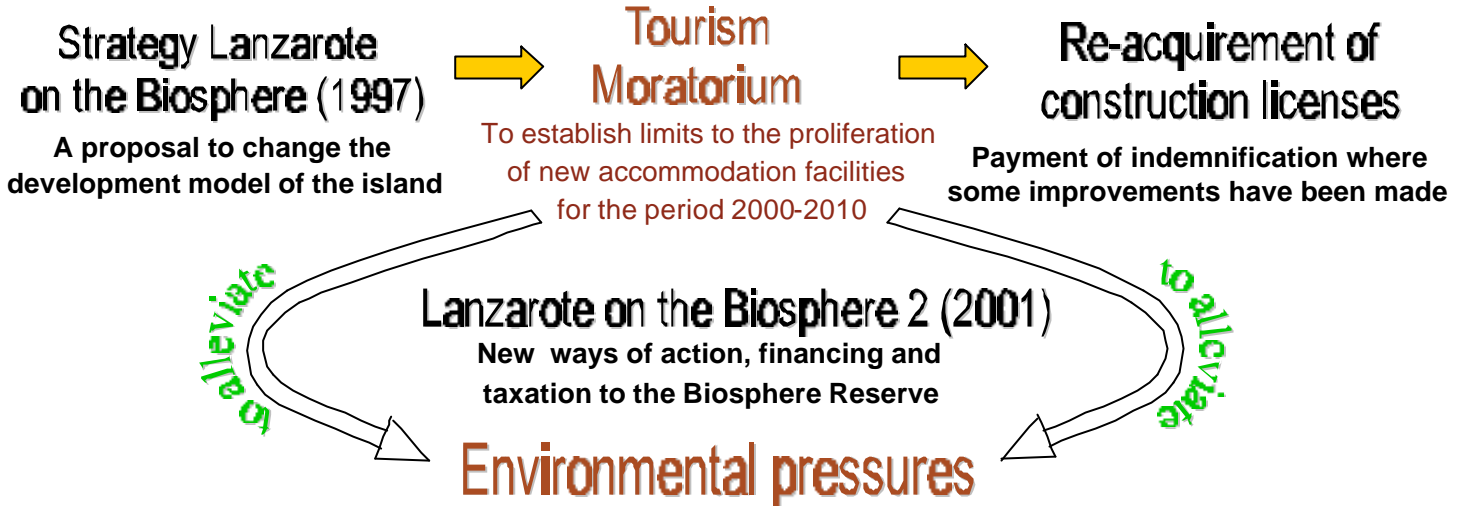 Strategy Lanzarote
on the Biosphere (1997)
A proposal to change the
development model of the island
Tourism
Moratorium
To establish limits to the proliferation
of new accommodation facilities
for the period 2000-2010
Re-acquirement of
construction licenses
Payment of indemnification where
some improvements have been made
to alleviate
Lanzarote on the Biosphere 2 (2001)
New ways of action, financing and
taxation to the Biosphere Reserve
to alleviate
Environmental pressures